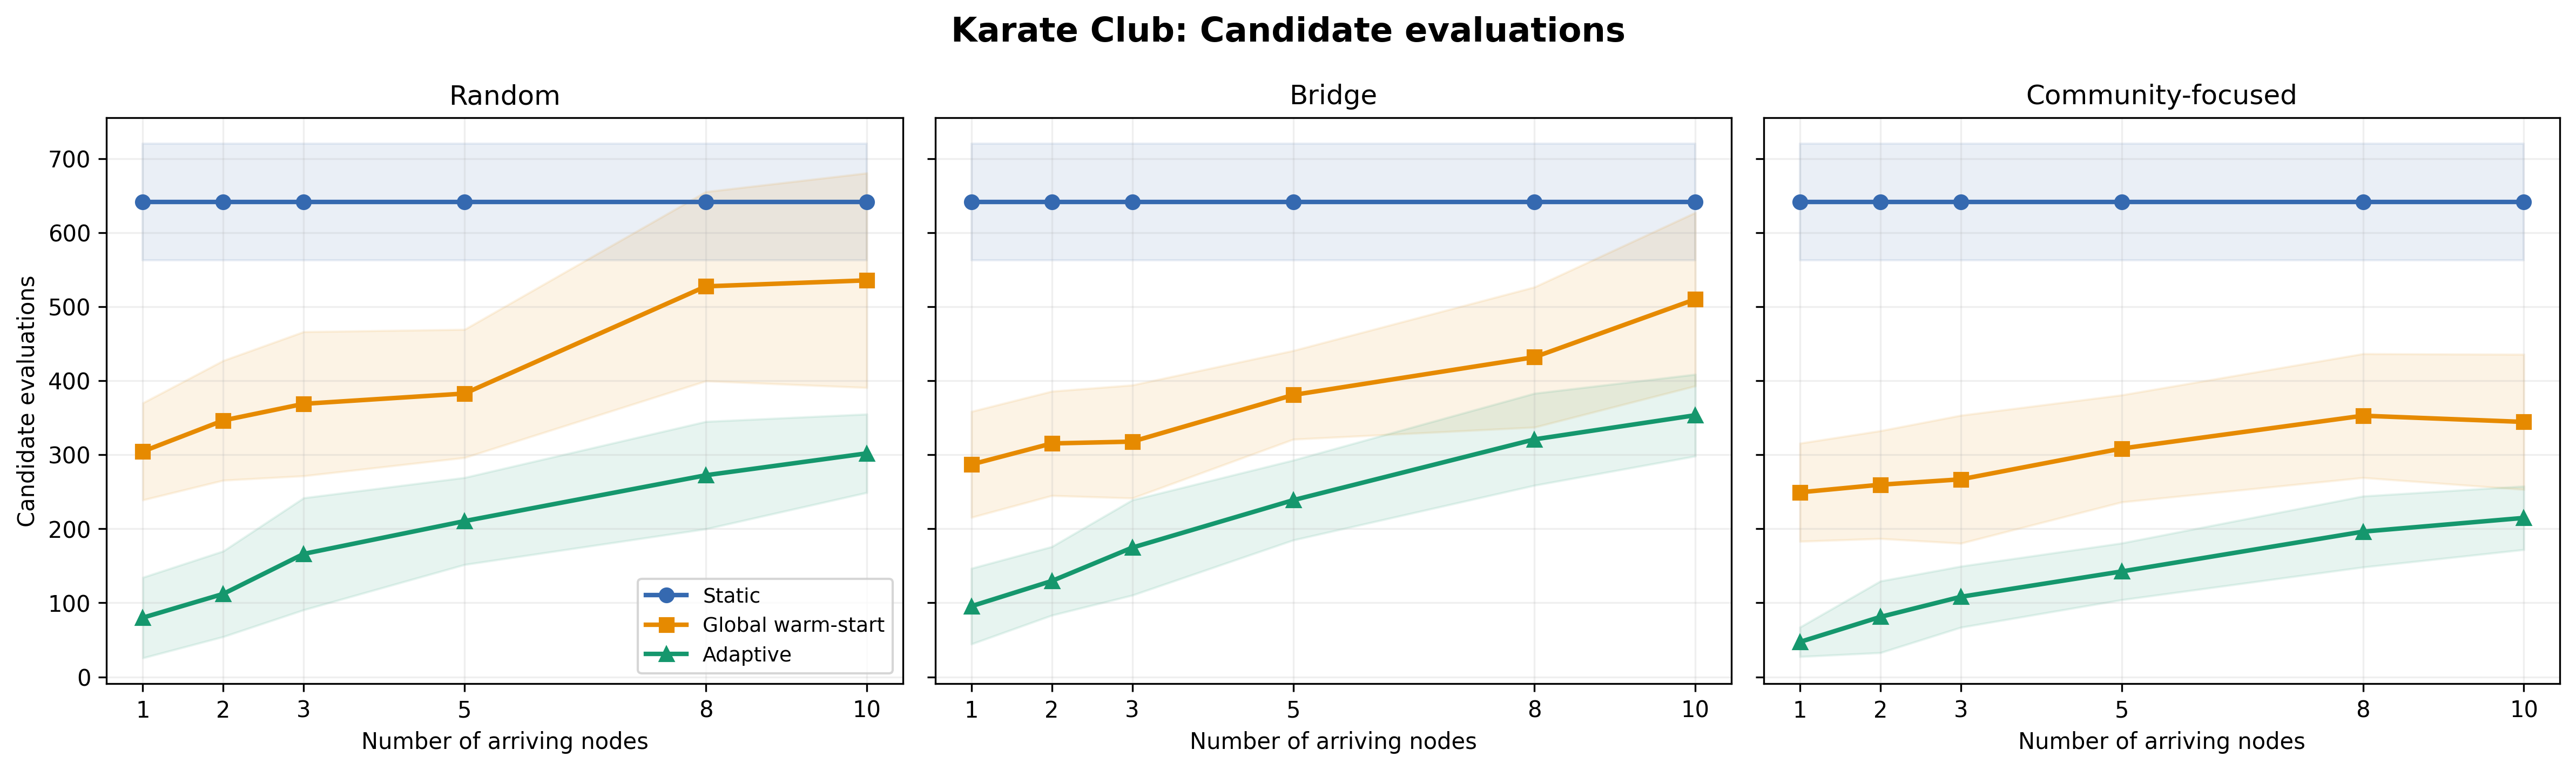 Karate Club: Candidate evaluations
Random
Bridge
Community-focused
Candidate evaluations
700
600
500
400
300
200
100
0
Static
Global warm-start
Adaptive
1 2 3 5 8 10
1 2 3 5 8 10
1 2 3 5 8 10
Number of arriving nodes
Number of arriving nodes
Number of arriving nodes